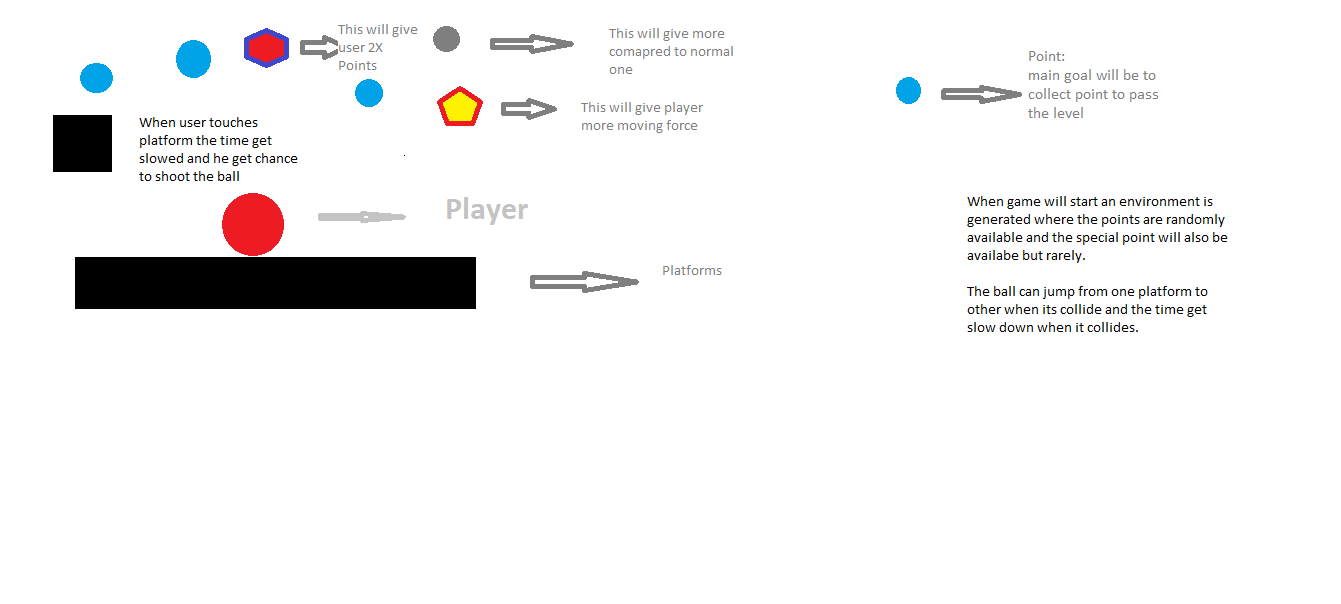 This will give
user 2X
Points
This will give more
comapred to normal
one
This will give player
more moving force
Point:
main goal will be to
collect point to pass
the level
When user touches
platform the time get
slowed and he get chance
to shoot the ball
Player
Platforms
When game will start an environment is
generated where the points are randomly
available and the special point will also be
availabe but rarely.
The ball can jump from one platform to
other when its collide and the time get
slow down when it collides.